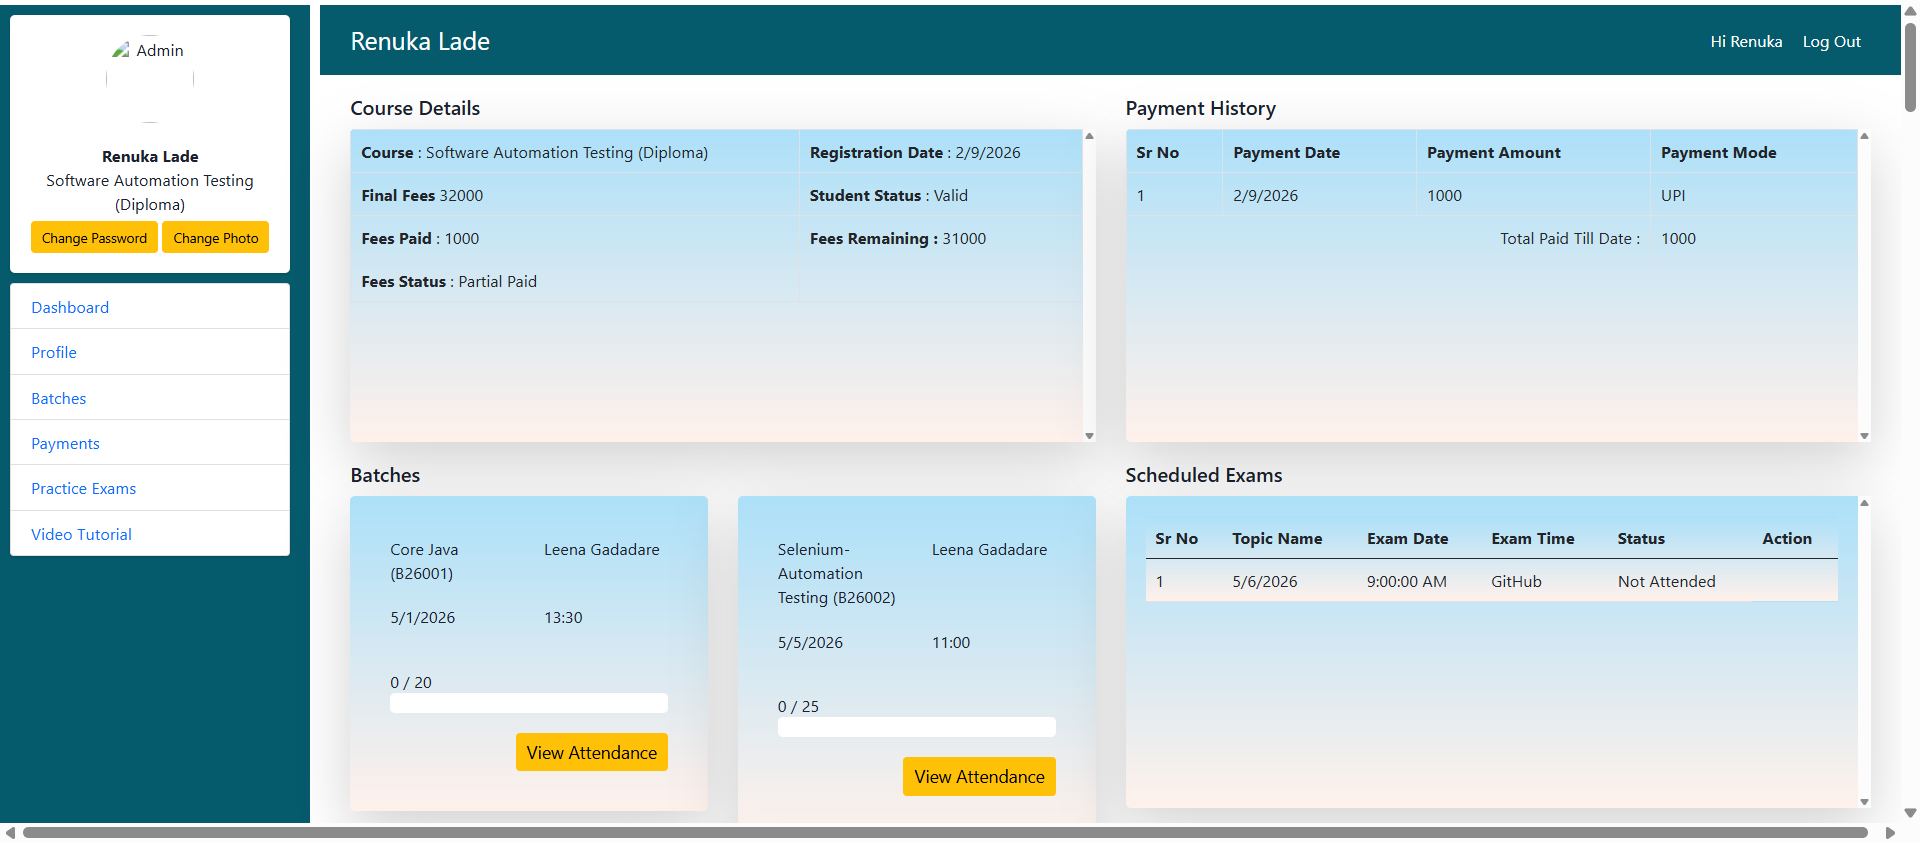 Admin
Renuka Lade
Software Automation Testing
(Diploma)
Change Password Change Photo
Dashboard
Profile
Batches
Payments
Practice Exams
Video Tutorial
Renuka Lade
Hi Renuka Log Out
Course Details
Course : Software Automation Testing (Diploma) Registration Date : 2/9/2026
Final Fees 32000 Student Status : Valid
Fees Paid : 1000 Fees Remaining : 31000
Fees Status : Partial Paid
Payment History
Sr No Payment Date Payment Amount Payment Mode
1 2/9/2026 1000 UPI
Total Paid Till Date : 1000
Batches
Core Java
(B26001)
Leena Gadadare
5/1/2026 13:30
0 / 20
View Attendance
Selenium-
Automation
Testing (B26002)
Leena Gadadare
5/5/2026 11:00
0 / 25
View Attendance
Scheduled Exams
Sr No Topic Name Exam Date Exam Time Status Action
1 5/6/2026 9:00:00 AM GitHub Not Attended